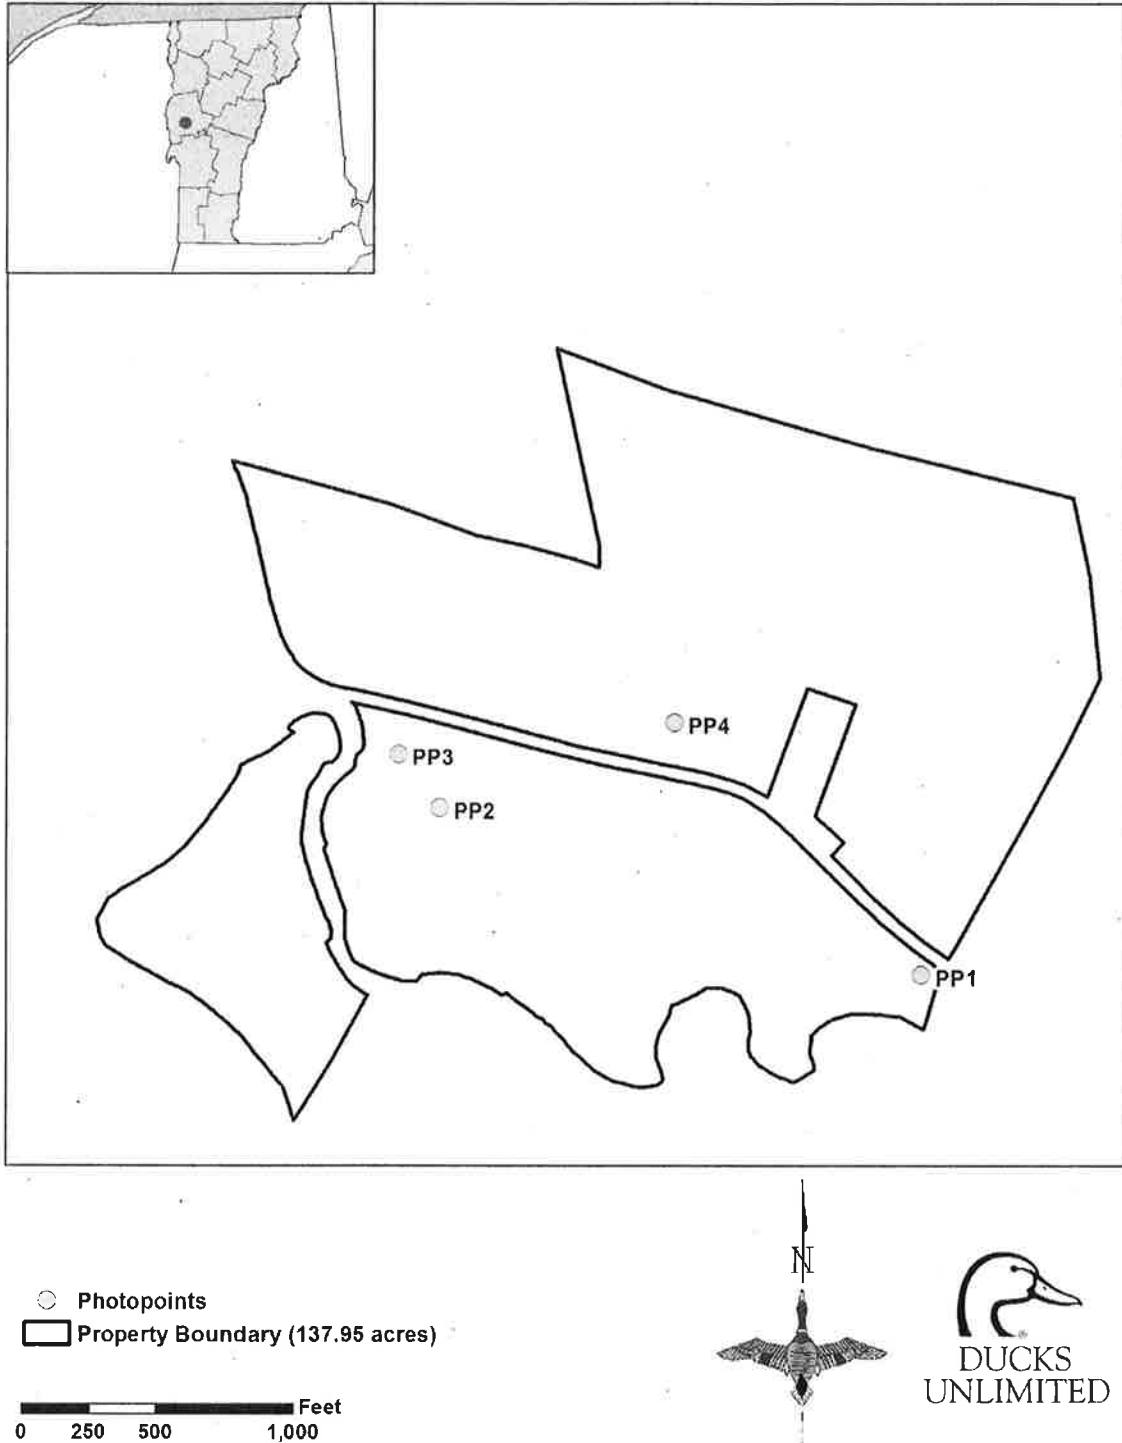 PP4
PP3
PP2
PP1
N
Photopoints
Property Boundary (137.95 acres)
Feet
0 250 500 1,000
®
DUCKS
UNLIMITED